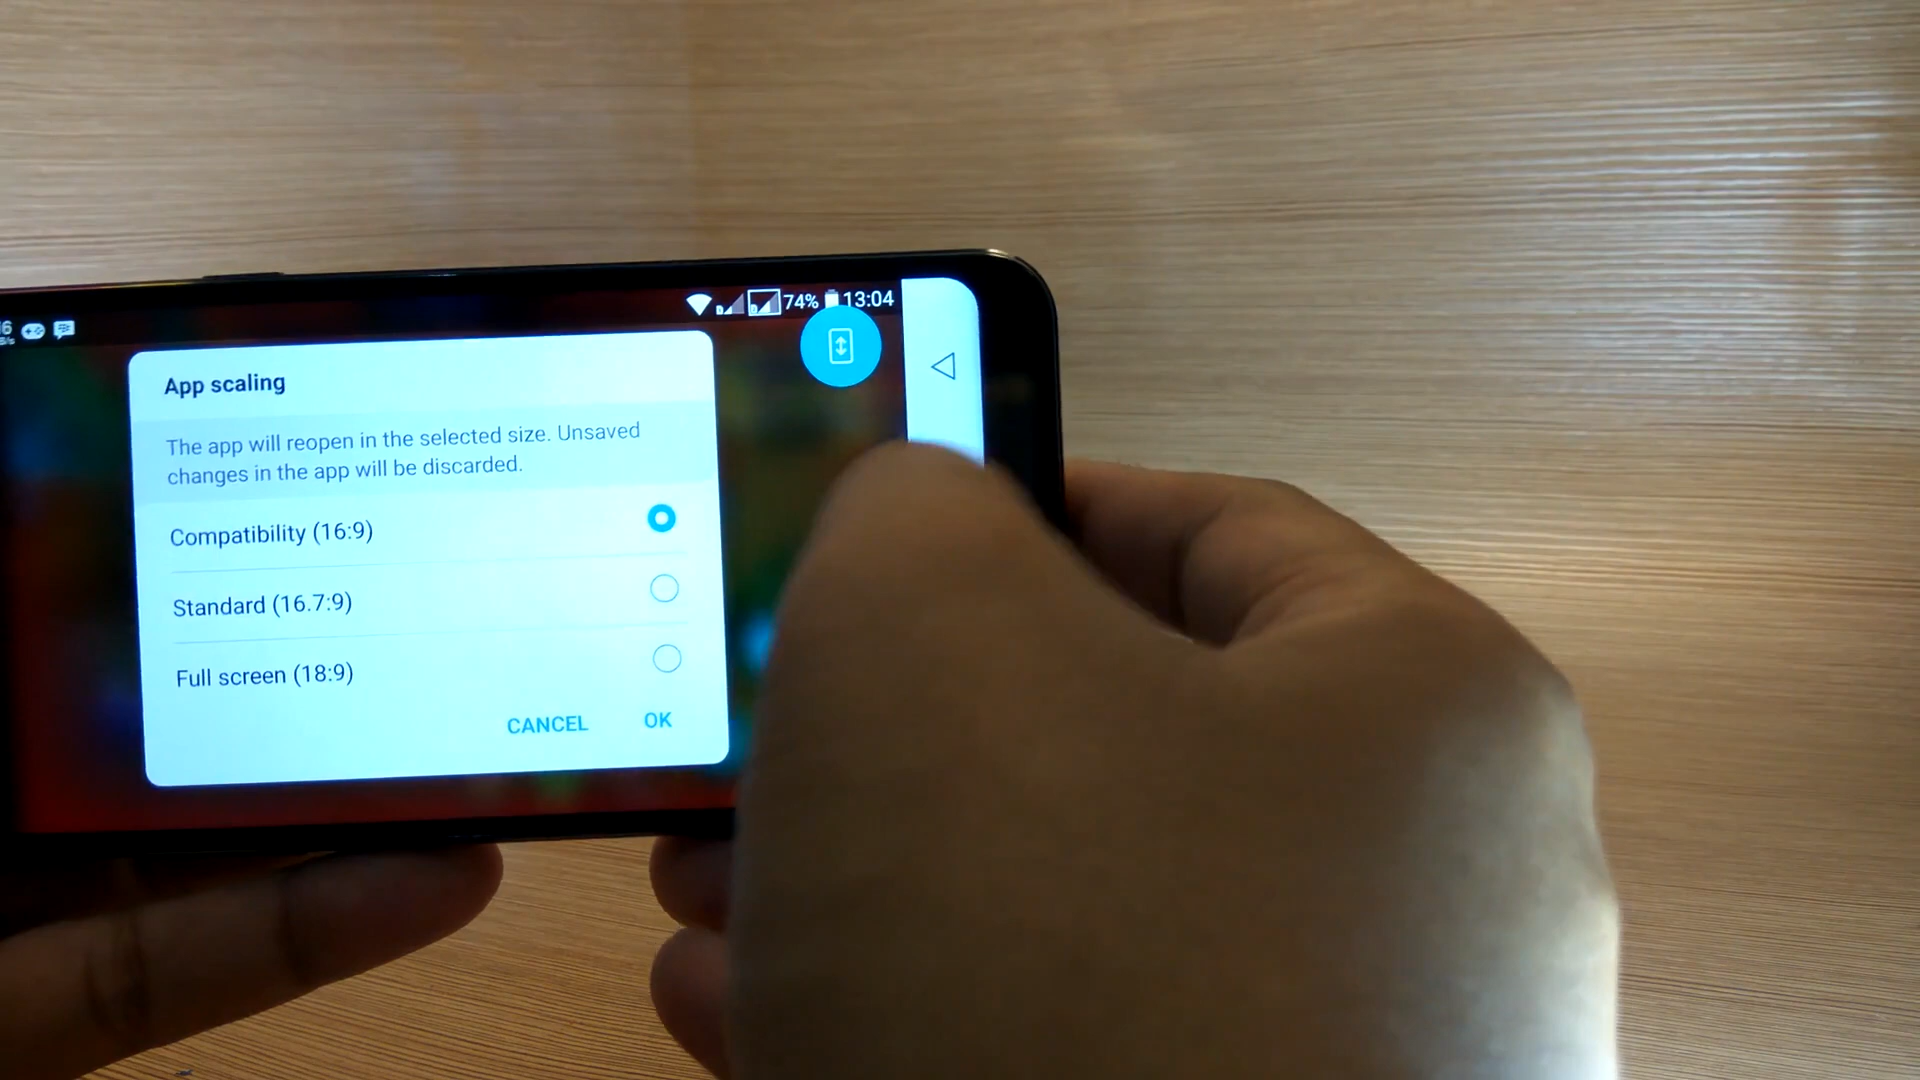 74% 13:04
App scaling
The app will reopen in the selected size. Unsaved
changes in the app will be discarded.
Compatibility (16:9)
Standard (16.7:9)
Full screen (18:9)
CANCEL OK